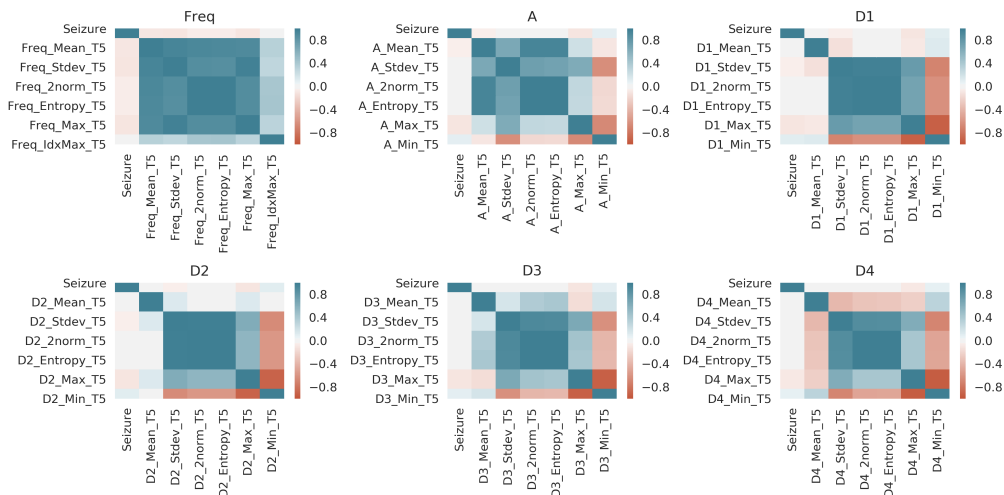 Freq
Seizure
Freq_Mean_T5
Freq_Stdev_T5
Freq_2norm_T5
Freq_Entropy_T5
Freq_Max_T5
Freq_IdxMax_T5
0.8
0.4
0.0
−0.4
−0.8
Seizure
Freq_Mean_T5
Freq_Stdev_T5
Freq_2norm_T5
Freq_Entropy_T5
Freq_Max_T5
Freq_IdxMax_T5
A
Seizure
A_Mean_T5
A_Stdev_T5
A_2norm_T5
A_Entropy_T5
A_Max_T5
A_Min_T5
0.8
0.4
0.0
−0.4
−0.8
Seizure
A_Mean_T5
A_Stdev_T5
A_2norm_T5
A_Entropy_T5
A_Max_T5
A_Min_T5
D1
Seizure
D1_Mean_T5
D1_Stdev_T5
D1_2norm_T5
D1_Entropy_T5
D1_Max_T5
D1_Min_T5
0.8
0.4
0.0
−0.4
−0.8
Seizure
D1_Mean_T5
D1_Stdev_T5
D1_2norm_T5
D1_Entropy_T5
D1_Max_T5
D1_Min_T5
D2
Seizure
D2_Mean_T5
D2_Stdev_T5
D2_2norm_T5
D2_Entropy_T5
D2_Max_T5
D2_Min_T5
0.8
0.4
0.0
−0.4
−0.8
Seizure
D2_Mean_T5
D2_Stdev_T5
D2_2norm_T5
D2_Entropy_T5
D2_Max_T5
D2_Min_T5
D3
Seizure
D3_Mean_T5
D3_Stdev_T5
D3_2norm_T5
D3_Entropy_T5
D3_Max_T5
D3_Min_T5
0.8
0.4
0.0
−0.4
−0.8
Seizure
D3_Mean_T5
D3_Stdev_T5
D3_2norm_T5
D3_Entropy_T5
D3_Max_T5
D3_Min_T5
D4
Seizure
D4_Mean_T5
D4_Stdev_T5
D4_2norm_T5
D4_Entropy_T5
D4_Max_T5
D4_Min_T5
0.8
0.4
0.0
−0.4
−0.8
Seizure
D4_Mean_T5
D4_Stdev_T5
D4_2norm_T5
D4_Entropy_T5
D4_Max_T5
D4_Min_T5